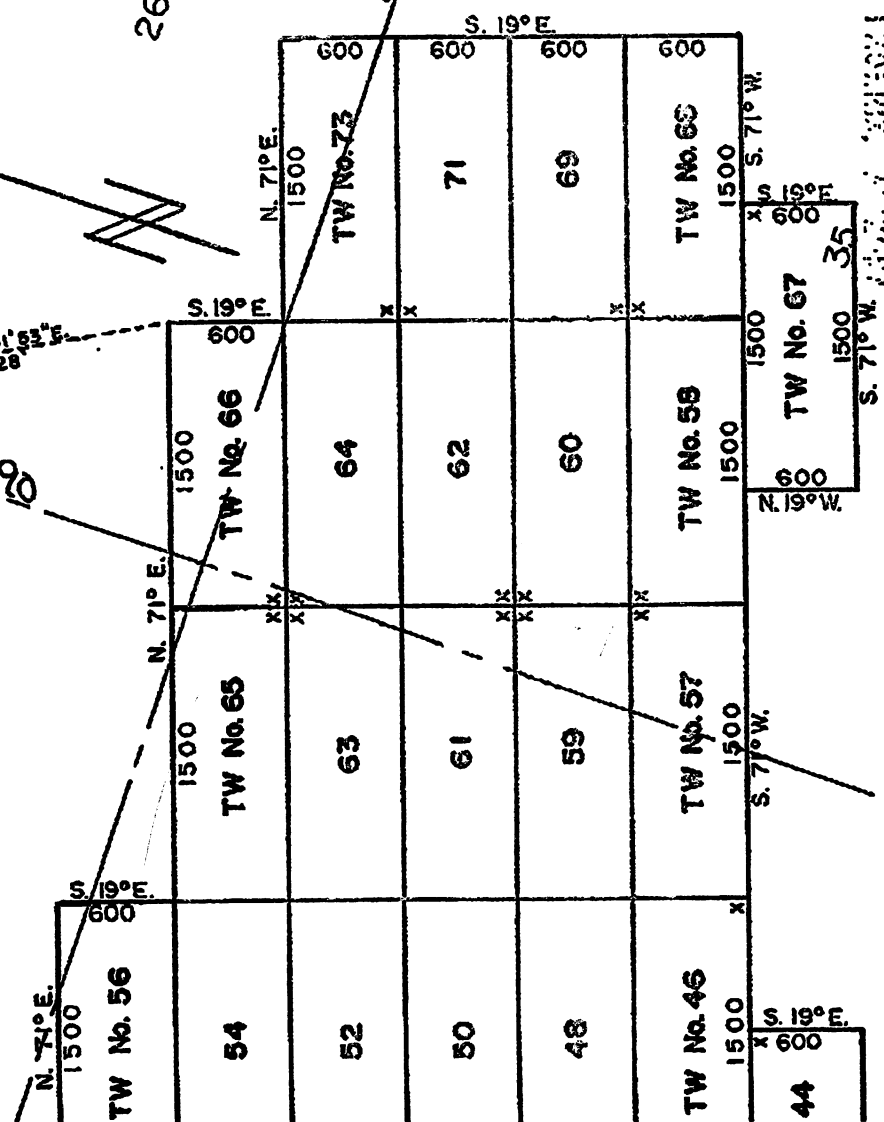 26
S. 19° E.
600
600
600
600
N. 71° E.
1500
TW No. 73
71
69
TW No. 68
1500
S. 71° W.
S. 19° E.
x 600
35
TW No. 67
1500
1500
S. 71° W.
600
N. 19° W.
S. 19° E.
600
x x
x x
1' 53" E.
28'
1500
TW No. 66
64
62
60
TW No. 58
1500
N. 71° E.
x x
x x
x x
x x
x
x
1500
TW No. 65
63
61
59
TW No. 57
1500
S. 71° W.
S. 19° E.
600
x
N. 71° E.
1500
TW No. 56
54
52
50
48
TW No. 46
1500
S. 19° E.
x 600
44